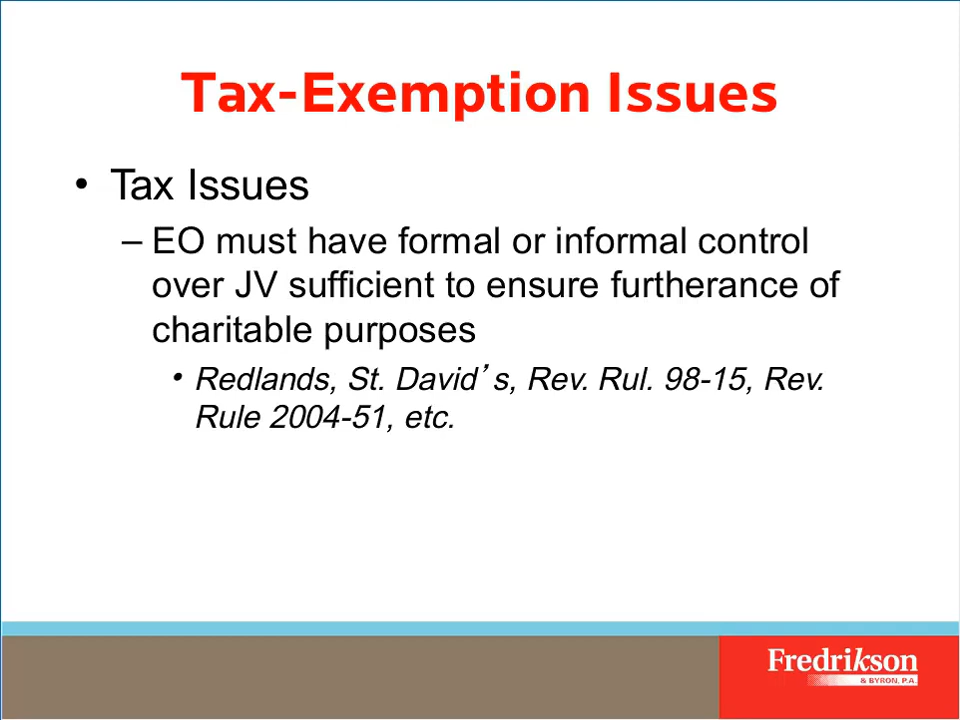 Tax-Exemption Issues
• Tax Issues
– EO must have formal or informal control
over JV sufficient to ensure furtherance of
charitable purposes
• Redlands, St. David’s, Rev. Rul. 98-15, Rev.
Rule 2004-51, etc.
Fredrikson
& BYRON, P.A.